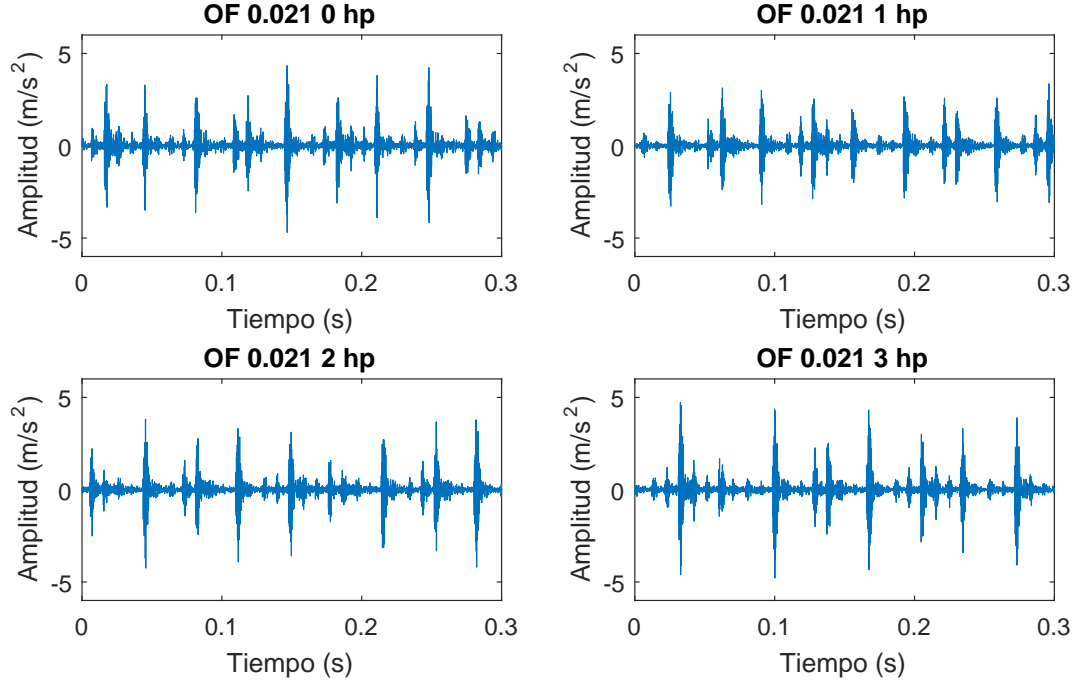 OF 0.021 0 hp
5
0
-5
Amplitud (m/s²)
0
0.1
0.2
0.3
Tiempo (s)
OF 0.021 1 hp
5
0
-5
Amplitud (m/s²)
0
0.1
0.2
0.3
Tiempo (s)
OF 0.021 2 hp
5
0
-5
Amplitud (m/s²)
0
0.1
0.2
0.3
Tiempo (s)
OF 0.021 3 hp
5
0
-5
Amplitud (m/s²)
0
0.1
0.2
0.3
Tiempo (s)